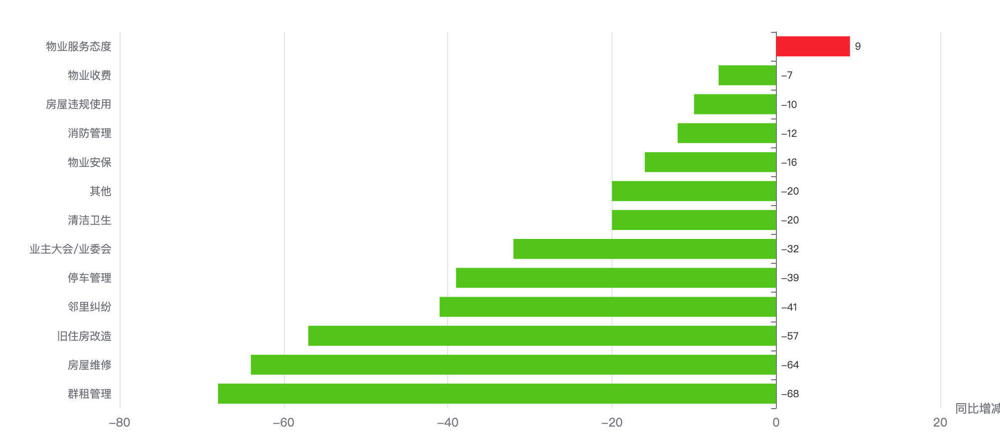 物业服务态度 9
物业收费 -7
房屋违规使用 -10
消防管理 -12
物业安保 -16
其他 -20
清洁卫生 -20
业主大会/业委会 -32
停车管理 -39
邻里纠纷 -41
旧住房改造 -57
房屋维修 -64
群租管理 -68
同比增减
-80 -60 -40 -20 0 20